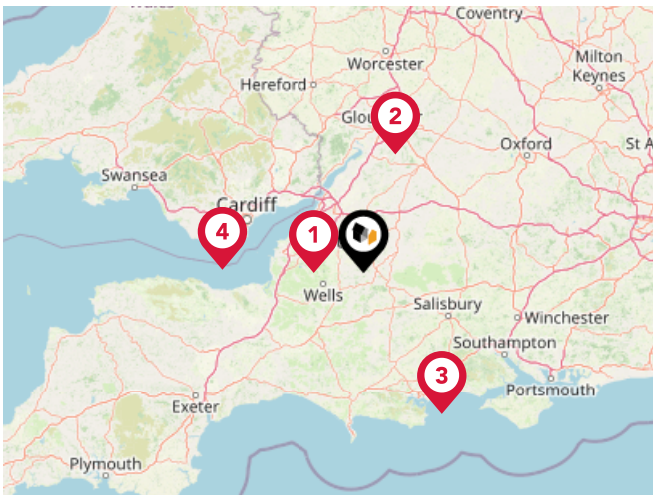 Coventry
Worcester
Milton
Keynes
Hereford
2
Oxford
St A
Swansea
Cardiff
4
1
Wells
Salisbury
Winchester
Southampton
3
Portsmouth
Exeter
Plymouth